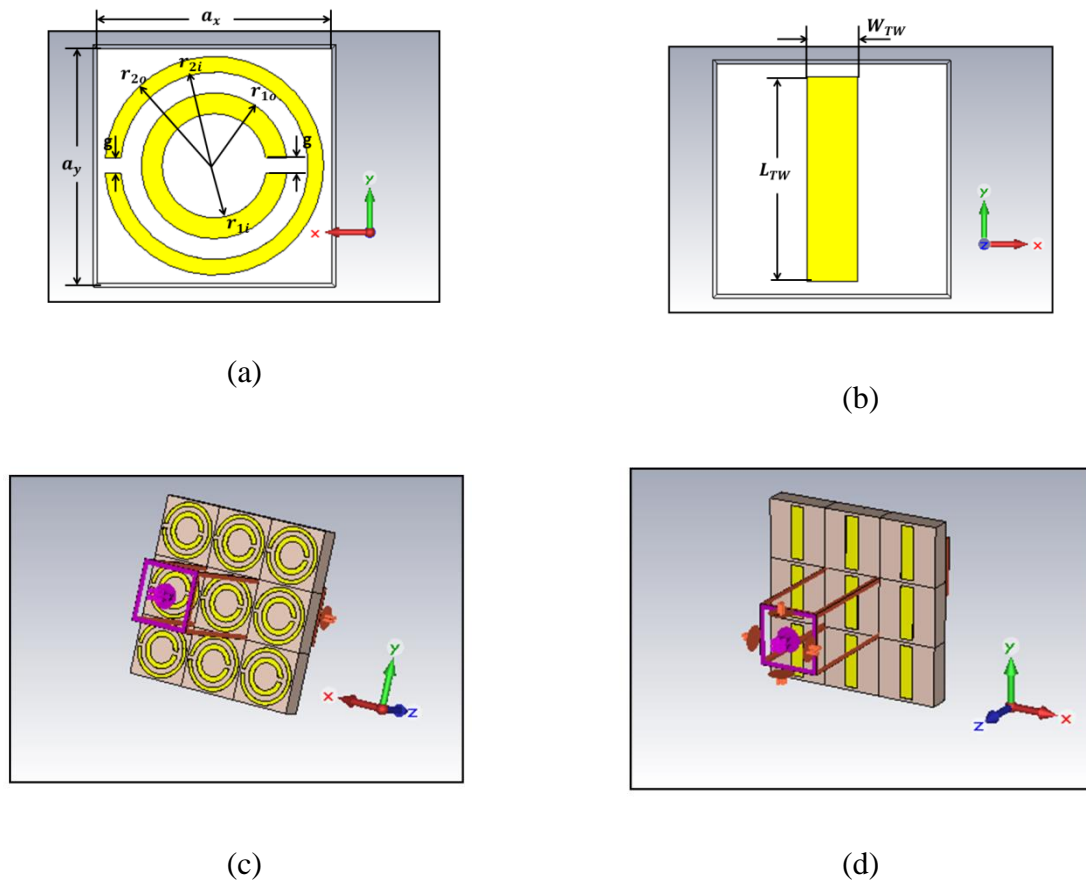 a_x
r_2o
r_2i
r_1o
g
g
a_y
r_1i
Y
x
(a)
W_TW
L_TW
Y
z
x
(b)
Y
x
z
(c)
Y
z
x
(d)